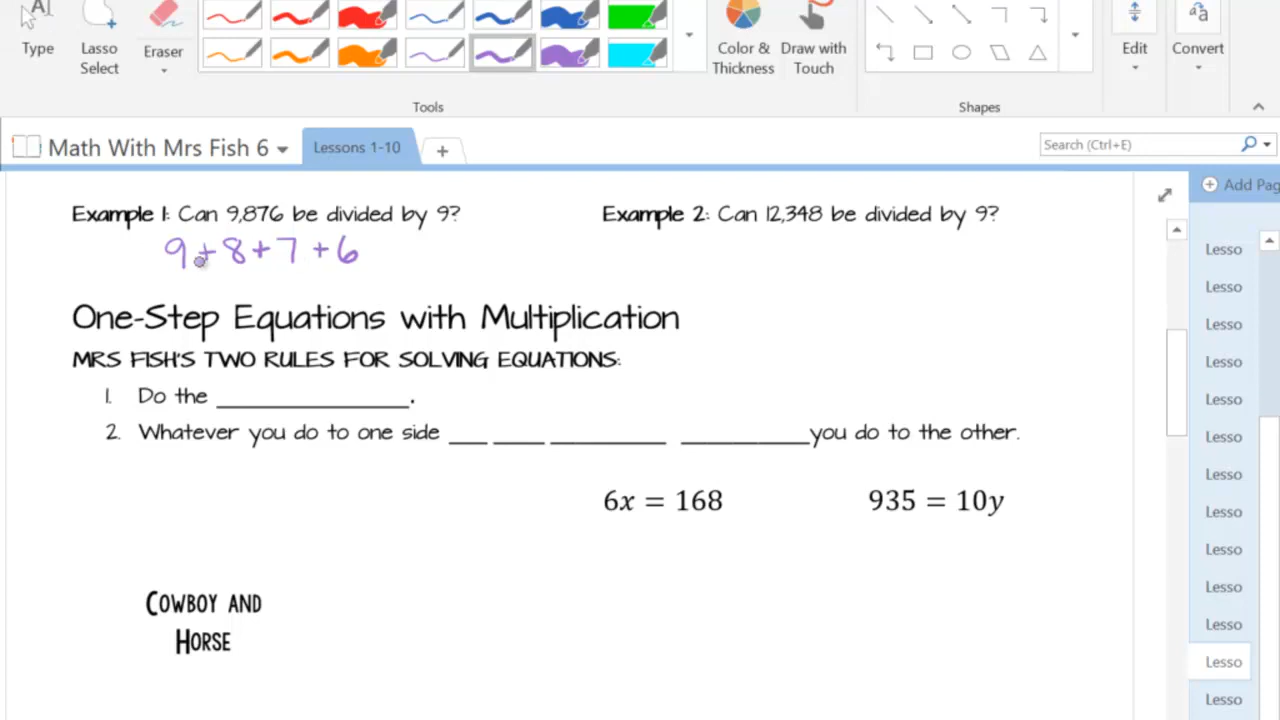 Type
Lasso
Select
Eraser
Color &
Thickness
Draw with
Touch
Edit
Convert
Tools
Shapes
Math With Mrs Fish 6
Lessons 1-10
Search (Ctrl+E)
Add Pag
Example 1: Can 9,876 be divided by 9?
9+8+7+6
Example 2: Can 12,348 be divided by 9?
One-Step Equations with Multiplication
MRS FISH'S TWO RULES FOR SOLVING EQUATIONS:
1. Do the ________________.
2. Whatever you do to one side ___ ____ _________ __________you do to the other.
6x = 168
935 = 10y
Cowboy and
Horse
Lesso
Lesso
Lesso
Lesso
Lesso
Lesso
Lesso
Lesso
Lesso
Lesso
Lesso
Lesso
Lesso